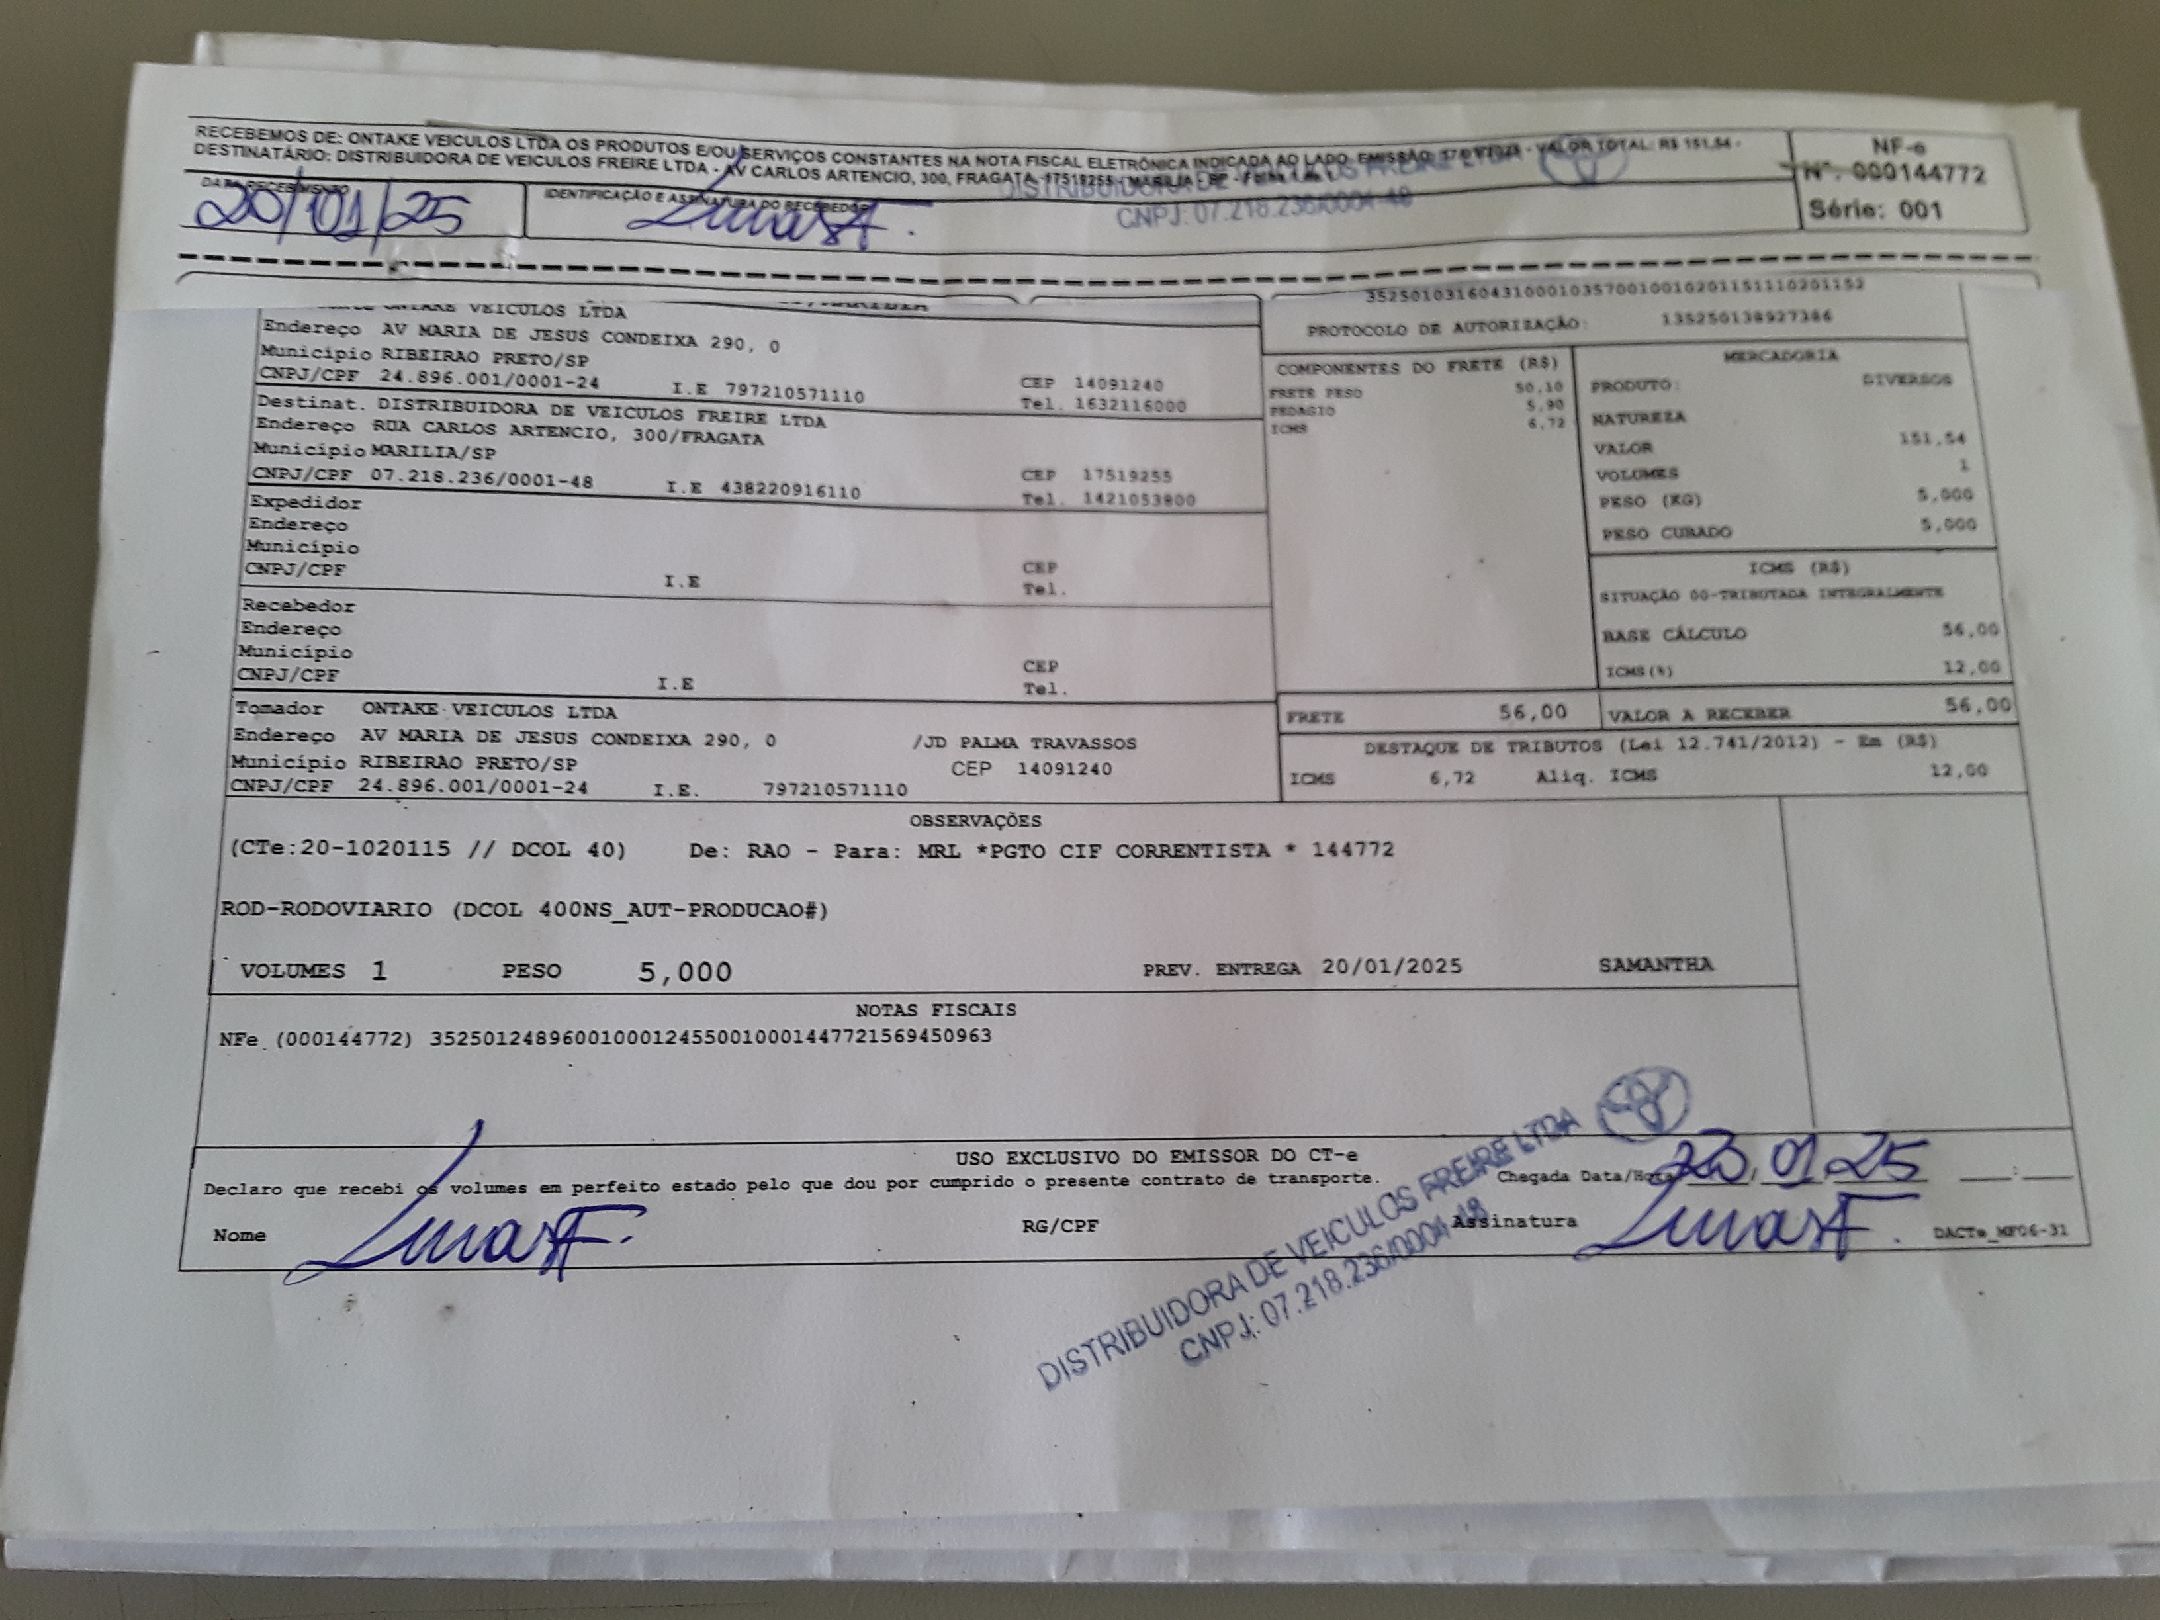 RECEBEMOS DE: ONTAKE VEICULOS LTDA OS PRODUTOS E/OU SERVIÇOS CONSTANTES NA NOTA FISCAL ELETRÔNICA INDICADA AO LADO. EMISSÃO: 17/01/2025 - VALOR TOTAL: R$ 151,54 -
DESTINATÁRIO: DISTRIBUIDORA DE VEICULOS FREIRE LTDA - AV CARLOS ARTENCIO, 300, FRAGATA, 17519255, MARILIA - SP
NF-e
Nº. 000144772
Série: 001
DATA RECEBIMENTO
20/01/25
IDENTIFICAÇÃO E ASSINATURA DO RECEBEDOR
DISTRIBUIDORA DE VEICULOS FREIRE LTDA
CNPJ: 07.218.236/0001-48
35250103160431000103570010010201151110201152
PROTOCOLO DE AUTORIZAÇÃO: 135250138927386
ONTAKE VEICULOS LTDA
Endereço AV MARIA DE JESUS CONDEIXA 290, 0
Município RIBEIRAO PRETO/SP
CNPJ/CPF 24.896.001/0001-24 I.E 797210571110
CEP 14091240
Tel. 1632116000
Destinat. DISTRIBUIDORA DE VEICULOS FREIRE LTDA
Endereço RUA CARLOS ARTENCIO, 300/FRAGATA
Município MARILIA/SP
CNPJ/CPF 07.218.236/0001-48 I.E 438220916110
CEP 17519255
Tel. 1421053800
Expedidor
Endereço
Município
CNPJ/CPF I.E
CEP
Tel.
Recebedor
Endereço
Município
CNPJ/CPF I.E
CEP
Tel.
Tomador ONTAKE VEICULOS LTDA
Endereço AV MARIA DE JESUS CONDEIXA 290, 0 /JD PALMA TRAVASSOS
Município RIBEIRAO PRETO/SP CEP 14091240
CNPJ/CPF 24.896.001/0001-24 I.E. 797210571110
COMPONENTES DO FRETE (R$)
FRETE PESO 50,10
PEDAGIO 5,90
ICMS 6,72
MERCADORIA
PRODUTO: DIVERSOS
NATUREZA
VALOR 151,54
VOLUMES 1
PESO (KG) 5,000
PESO CUBADO 5,000
ICMS (R$)
SITUAÇÃO 00-TRIBUTADA INTEGRALMENTE
BASE CÁLCULO 56,00
ICMS(%) 12,00
FRETE 56,00 VALOR A RECEBER 56,00
DESTAQUE DE TRIBUTOS (Lei 12.741/2012) - Em (R$)
ICMS 6,72 Aliq. ICMS 12,00
OBSERVAÇÕES
(CTe:20-1020115 // DCOL 40) De: RAO - Para: MRL *PGTO CIF CORRENTISTA * 144772
ROD-RODOVIARIO (DCOL 400NS_AUT-PRODUCAO#)
VOLUMES 1 PESO 5,000 PREV. ENTREGA 20/01/2025 SAMANTHA
NOTAS FISCAIS
NFe (000144772) 35250124896001000124550010001447721569450963
USO EXCLUSIVO DO EMISSOR DO CT-e
Declaro que recebi os volumes em perfeito estado pelo que dou por cumprido o presente contrato de transporte. Chegada Data/Hora 23/01/25 __:__
Nome RG/CPF Assinatura
DACTe_MF06-31
DISTRIBUIDORA DE VEICULOS FREIRE LTDA
CNPJ: 07.218.236/0001-48